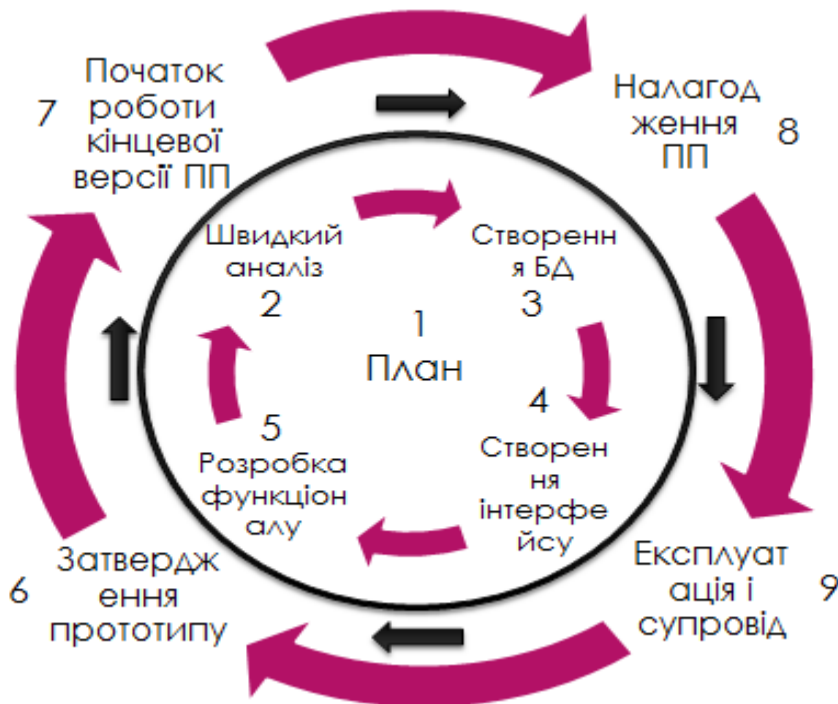 Початок
роботи
кінцевої
версії ПП
7
Налагод
ження
ПП
8
Швидкий
аналіз
2
Створенн
я БД
3
1
План
4
Створен
ня
інтерфе
йсу
5
Розробка
функціон
алу
6
Затвердж
ення
прототипу
Експлуат
ація і
супровід
9